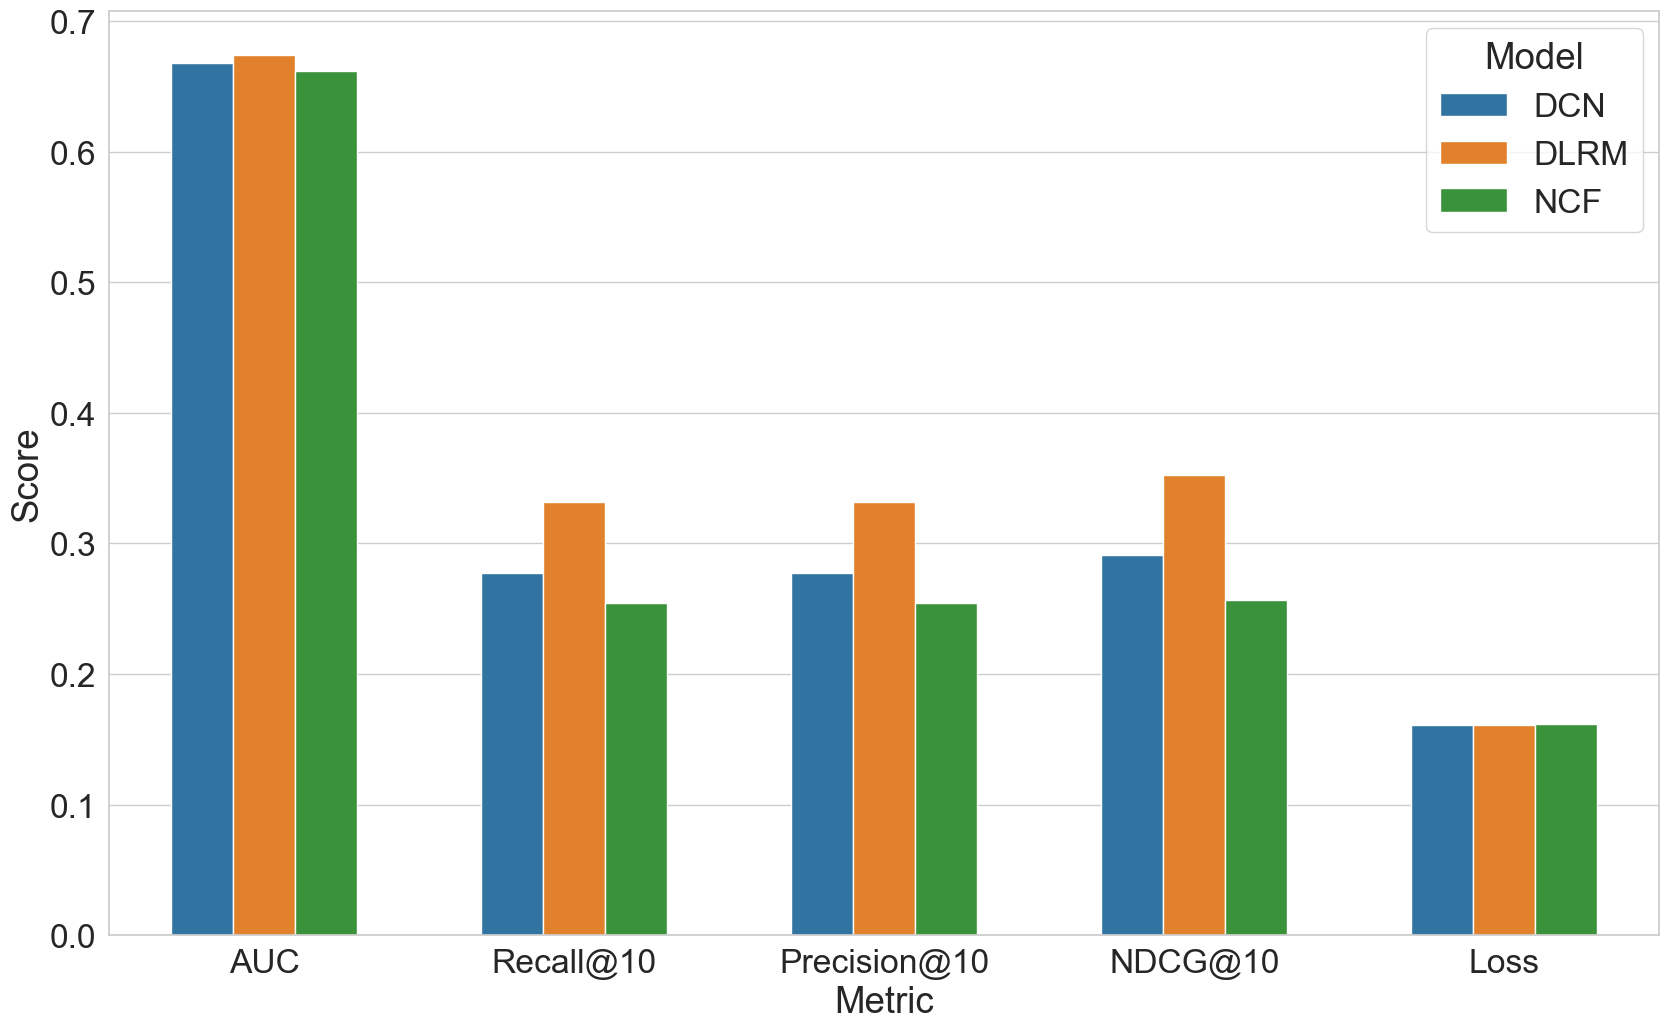 0.7
0.6
0.5
0.4
0.3
0.2
0.1
0.0
Score
Model
DCN
DLRM
NCF
AUC
Recall@10
Precision@10
NDCG@10
Loss
Metric